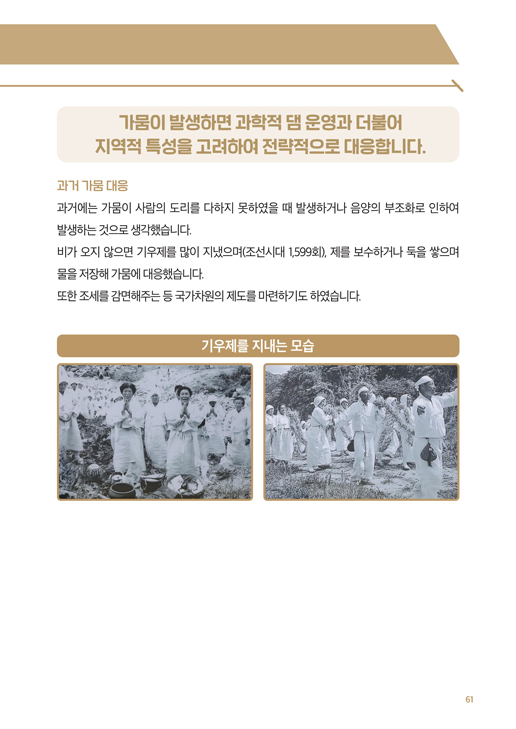 가뭄이 발생하면 과학적 댐 운영과 더불어
지역적 특성을 고려하여 전략적으로 대응합니다.
과거 가뭄 대응
과거에는 가뭄이 사람의 도리를 다하지 못하였을 때 발생하거나 음양의 부조화로 인하여
발생하는 것으로 생각했습니다.
비가 오지 않으면 기우제를 많이 지냈으며(조선시대 1,599회), 제를 보수하거나 둑을 쌓으며
물을 저장해 가뭄에 대응했습니다.
또한 조세를 감면해주는 등 국가차원의 제도를 마련하기도 하였습니다.
기우제를 지내는 모습
61